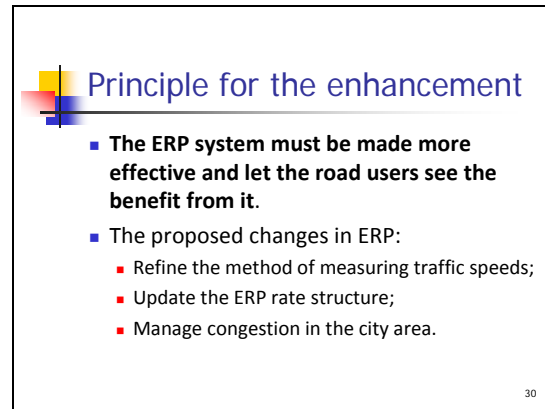 Principle for the enhancement
The ERP system must be made more
effective and let the road users see the
benefit from it.
The proposed changes in ERP:
Refine the method of measuring traffic speeds;
Update the ERP rate structure;
Manage congestion in the city area.
30